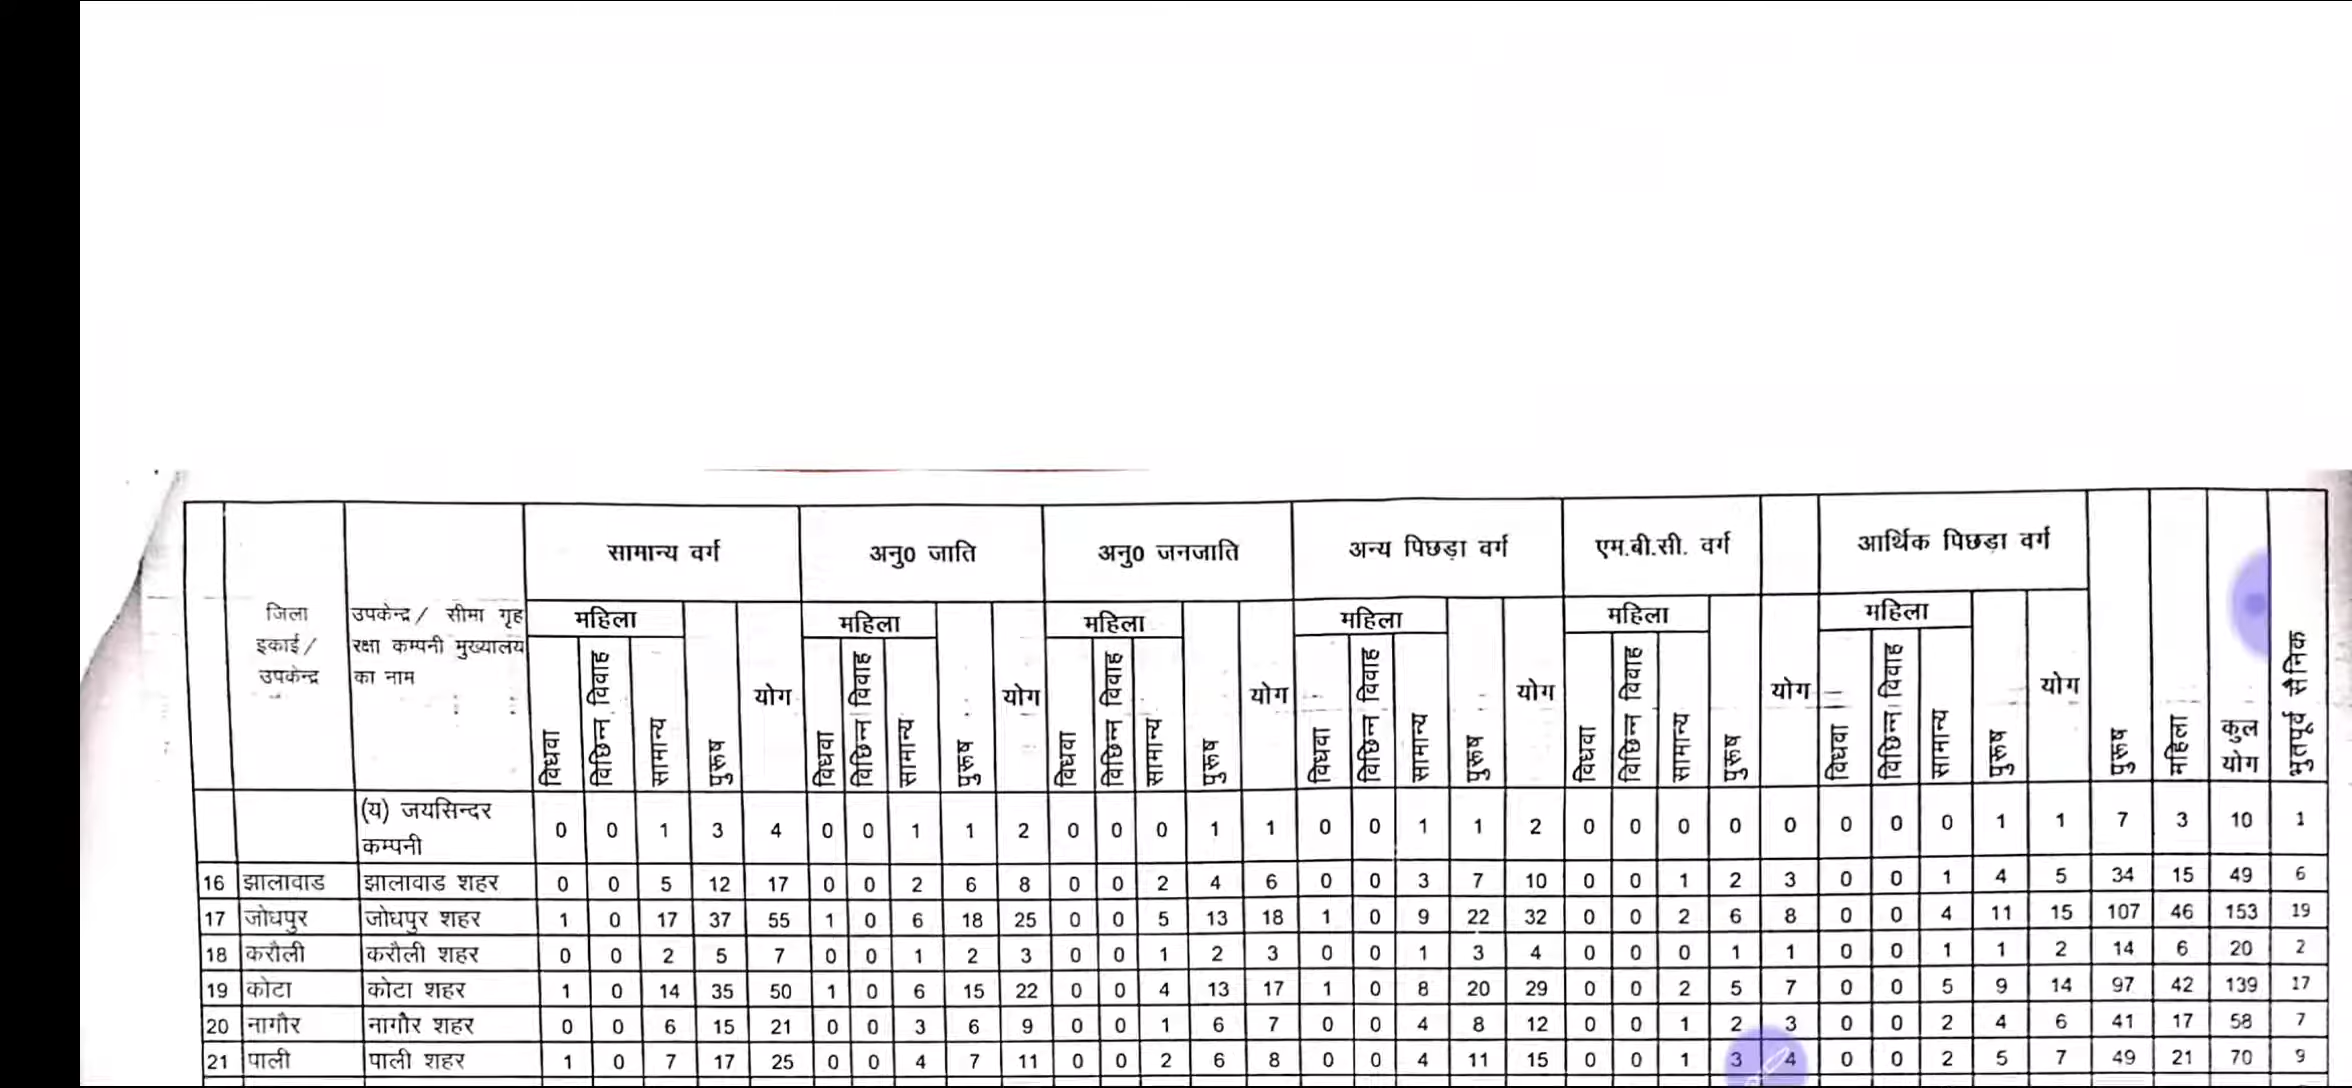 सामान्य वर्ग अनु0 जाति अनु0 जनजाति अन्य पिछड़ा वर्ग एम.बी.सी. वर्ग आर्थिक पिछड़ा वर्ग
जिला इकाई/ उपकेन्द्र
उपकेन्द्र/ सीमा गृह
रक्षा कम्पनी मुख्यालय
का नाम
महिला महिला महिला महिला महिला महिला
विधवा विछिन्न विवाह सामान्य पुरूष योग विधवा विछिन्न विवाह सामान्य पुरूष योग विधवा विछिन्न विवाह सामान्य पुरूष योग विधवा विछिन्न विवाह सामान्य पुरूष योग विधवा विछिन्न विवाह सामान्य पुरूष योग विधवा विछिन्न विवाह सामान्य पुरूष योग पुरूष महिला कुल योग भुतपूर्व सैनिक
(य) जयसिन्दर कम्पनी 0 0 1 3 4 0 0 1 1 2 0 0 0 1 1 0 0 1 1 2 0 0 0 0 0 0 0 0 1 1 7 3 10 1
16 झालावाड झालावाड शहर 0 0 5 12 17 0 0 2 6 8 0 0 2 4 6 0 0 3 7 10 0 0 1 2 3 0 0 1 4 5 34 15 49 6
17 जोधपुर जोधपुर शहर 1 0 17 37 55 1 0 6 18 25 0 0 5 13 18 1 0 9 22 32 0 0 2 6 8 0 0 4 11 15 107 46 153 19
18 करौली करौली शहर 0 0 2 5 7 0 0 1 2 3 0 0 1 2 3 0 0 1 3 4 0 0 0 1 1 0 0 1 1 2 14 6 20 2
19 कोटा कोटा शहर 1 0 14 35 50 1 0 6 15 22 0 0 4 13 17 1 0 8 20 29 0 0 2 5 7 0 0 5 9 14 97 42 139 17
20 नागौर नागौर शहर 0 0 6 15 21 0 0 3 6 9 0 0 1 6 7 0 0 4 8 12 0 0 1 2 3 0 0 2 4 6 41 17 58 7
21 पाली पाली शहर 1 0 7 17 25 0 0 4 7 11 0 0 2 6 8 0 0 4 11 15 0 0 1 3 4 0 0 2 5 7 49 21 70 9